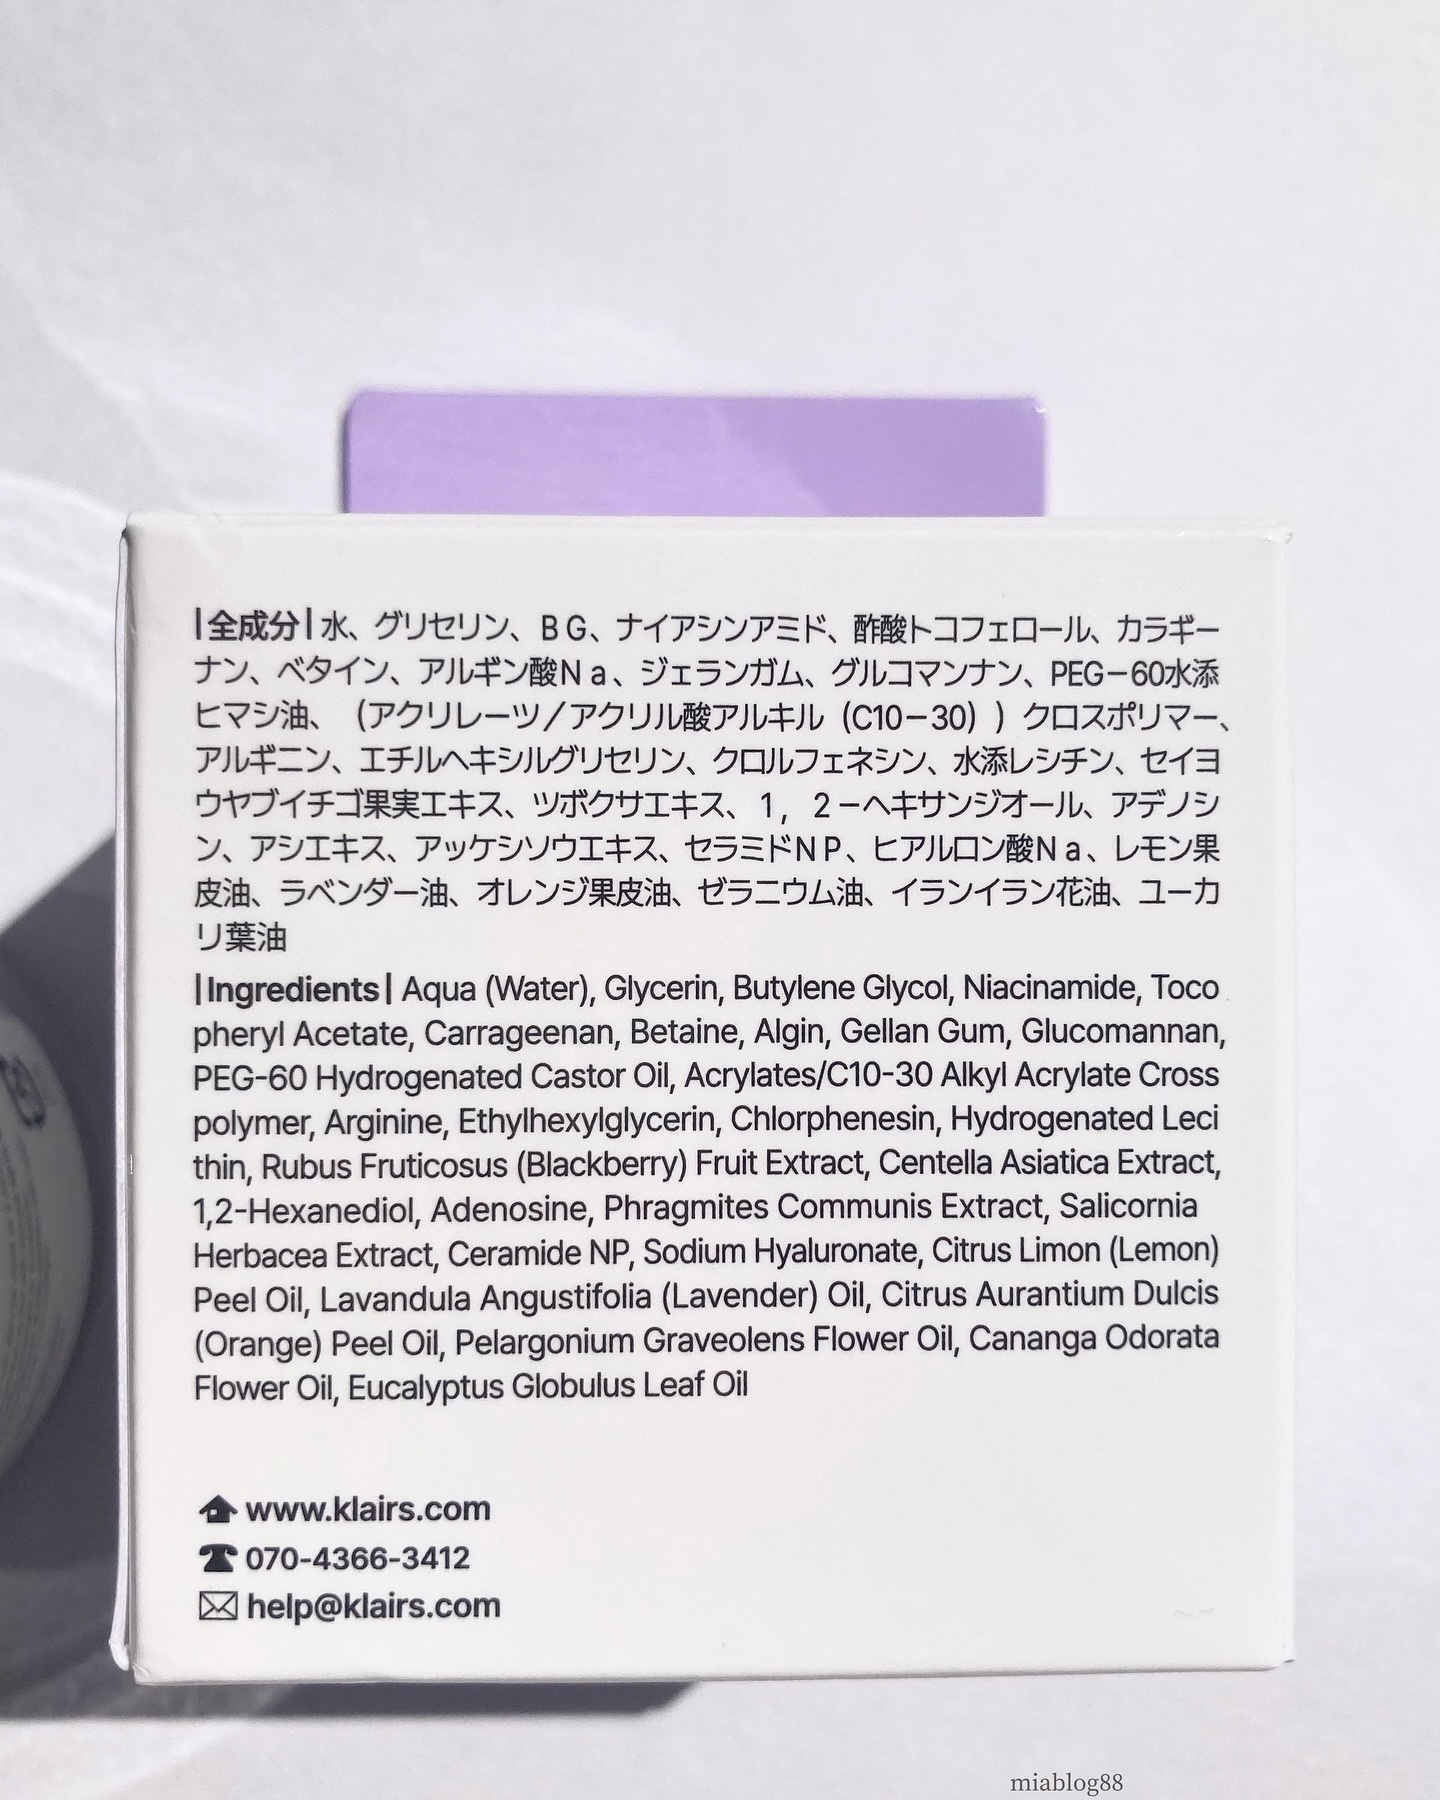 |全成分| 水、グリセリン、BG、ナイアシンアミド、酢酸トコフェロール、カラギー
ナン、ベタイン、アルギン酸Na、ジェランガム、グルコマンナン、PEG-60水添
ヒマシ油、(アクリレーツ/アクリル酸アルキル(C10-30))クロスポリマー、
アルギニン、エチルヘキシルグリセリン、クロルフェネシン、水添レシチン、セイヨ
ウヤブイチゴ果実エキス、ツボクサエキス、1,2-ヘキサンジオール、アデノシ
ン、アシエキス、アッケシソウエキス、セラミドNP、ヒアルロン酸Na、レモン果
皮油、ラベンダー油、オレンジ果皮油、ゼラニウム油、イランイラン花油、ユーカ
リ葉油
|Ingredients| Aqua (Water), Glycerin, Butylene Glycol, Niacinamide, Toco
pheryl Acetate, Carrageenan, Betaine, Algin, Gellan Gum, Glucomannan,
PEG-60 Hydrogenated Castor Oil, Acrylates/C10-30 Alkyl Acrylate Cross
polymer, Arginine, Ethylhexylglycerin, Chlorphenesin, Hydrogenated Leci
thin, Rubus Fruticosus (Blackberry) Fruit Extract, Centella Asiatica Extract,
1,2-Hexanediol, Adenosine, Phragmites Communis Extract, Salicornia
Herbacea Extract, Ceramide NP, Sodium Hyaluronate, Citrus Limon (Lemon)
Peel Oil, Lavandula Angustifolia (Lavender) Oil, Citrus Aurantium Dulcis
(Orange) Peel Oil, Pelargonium Graveolens Flower Oil, Cananga Odorata
Flower Oil, Eucalyptus Globulus Leaf Oil
www.klairs.com
070-4366-3412
help@klairs.com
miablog88